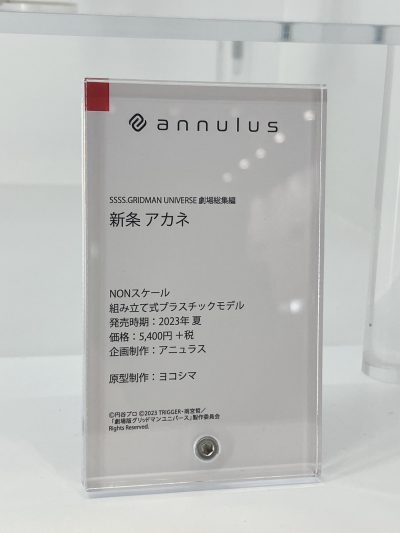 annulus
SSSS.GRIDMAN UNIVERSE 劇場総集編
新条 アカネ
NONスケール
組み立て式プラスチックモデル
発売時期：2023年 夏
価格：5,400円 +税
企画制作：アニュラス
原型制作：ヨコシマ
©円谷プロ ©2023 TRIGGER・雨宮哲／
「劇場版グリッドマンユニバース」製作委員会
Rights Reserved.